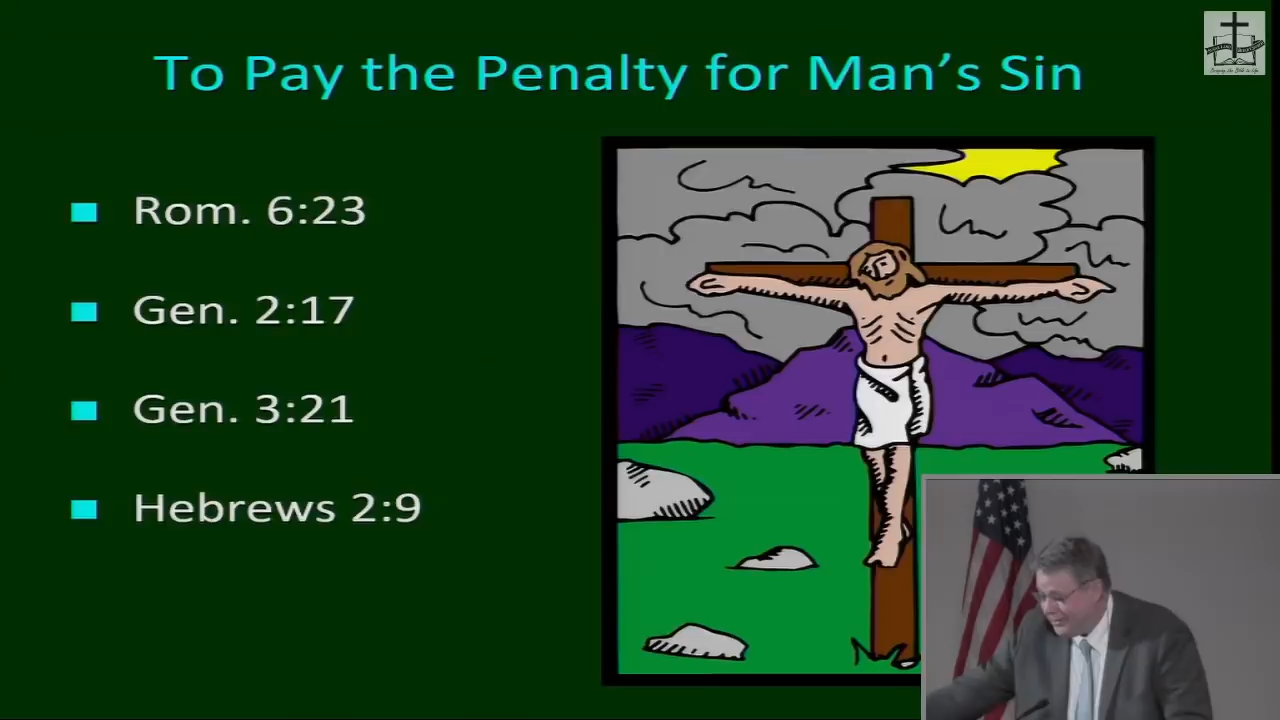 To Pay the Penalty for Man's Sin
Rom. 6:23
Gen. 2:17
Gen. 3:21
Hebrews 2:9